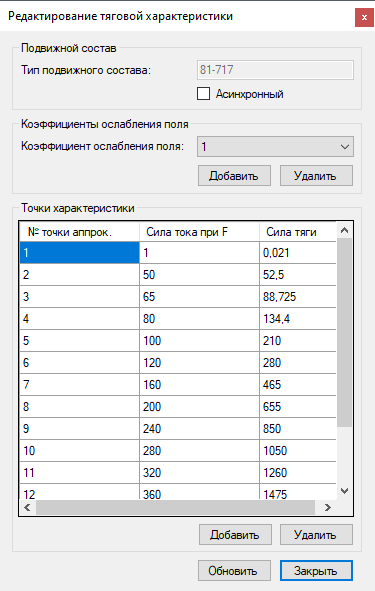 Редактирование тяговой характеристики x
Подвижной состав
Тип подвижного состава: 81-717
Асинхронный
Коэффициенты ослабления поля
Коэффициент ослабления поля: 1
Добавить Удалить
Точки характеристики
№ точки аппрок. Сила тока при F Сила тяги
1 1 0,021
2 50 52,5
3 65 88,725
4 80 134,4
5 100 210
6 120 280
7 160 465
8 200 655
9 240 850
10 280 1050
11 320 1260
12 360 1475
Добавить Удалить
Обновить Закрыть